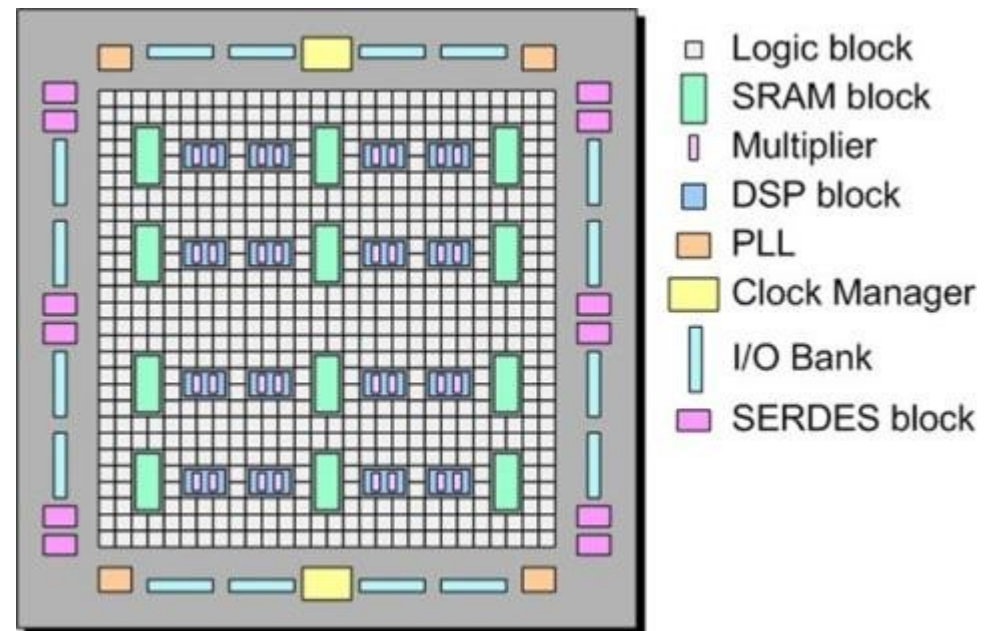 Logic block
SRAM block
Multiplier
DSP block
PLL
Clock Manager
I/O Bank
SERDES block